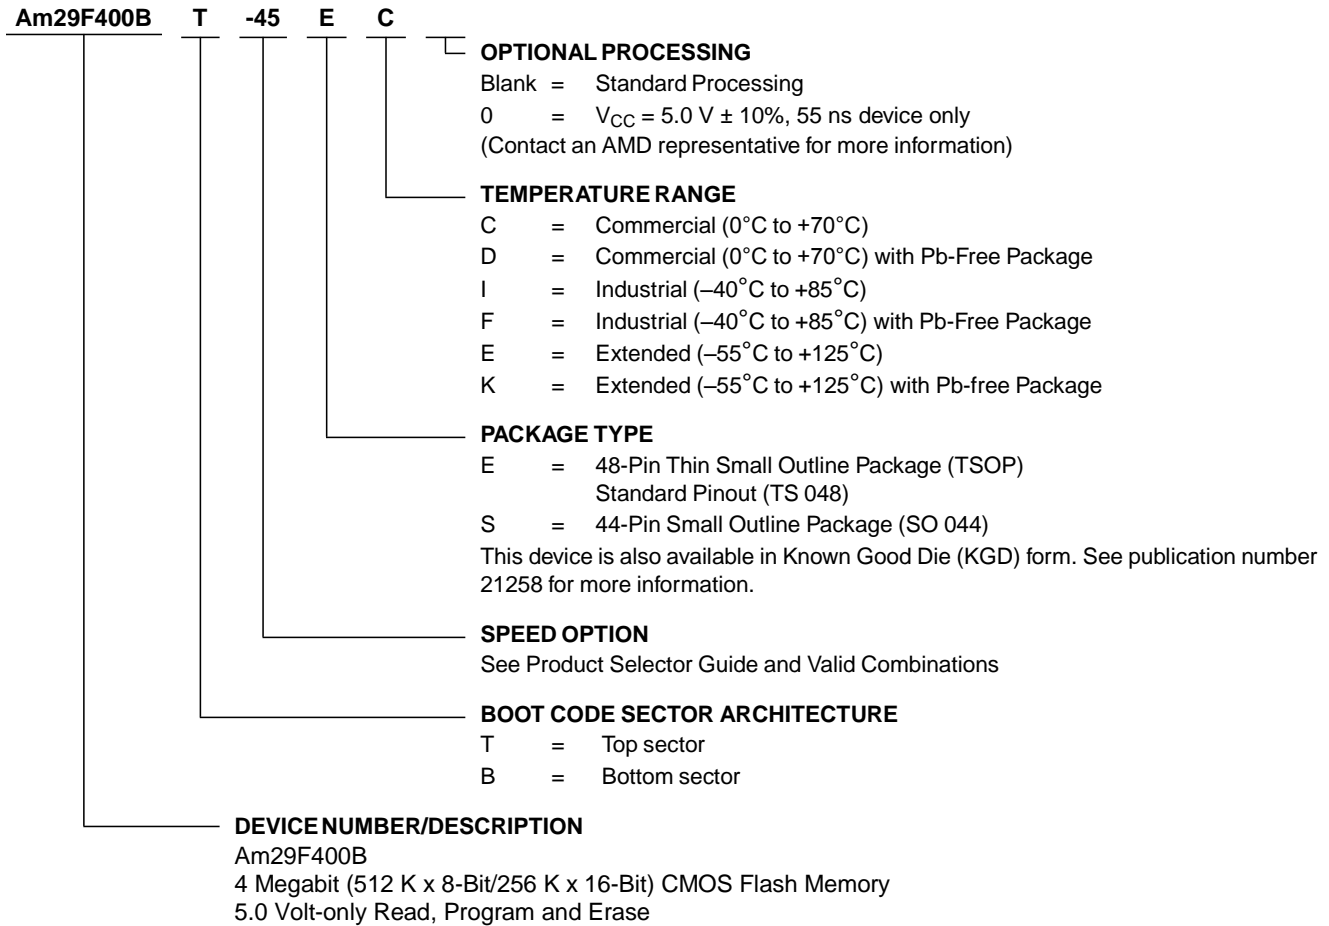 Am29F400B T -45 E C
OPTIONAL PROCESSING
Blank = Standard Processing
0 = VCC = 5.0 V ± 10%, 55 ns device only
(Contact an AMD representative for more information)
TEMPERATURE RANGE
C = Commercial (0°C to +70°C)
D = Commercial (0°C to +70°C) with Pb-Free Package
I = Industrial (–40°C to +85°C)
F = Industrial (–40°C to +85°C) with Pb-Free Package
E = Extended (–55°C to +125°C)
K = Extended (–55°C to +125°C) with Pb-free Package
PACKAGE TYPE
E = 48-Pin Thin Small Outline Package (TSOP)
Standard Pinout (TS 048)
S = 44-Pin Small Outline Package (SO 044)
This device is also available in Known Good Die (KGD) form. See publication number
21258 for more information.
SPEED OPTION
See Product Selector Guide and Valid Combinations
BOOT CODE SECTOR ARCHITECTURE
T = Top sector
B = Bottom sector
DEVICE NUMBER/DESCRIPTION
Am29F400B
4 Megabit (512 K x 8-Bit/256 K x 16-Bit) CMOS Flash Memory
5.0 Volt-only Read, Program and Erase